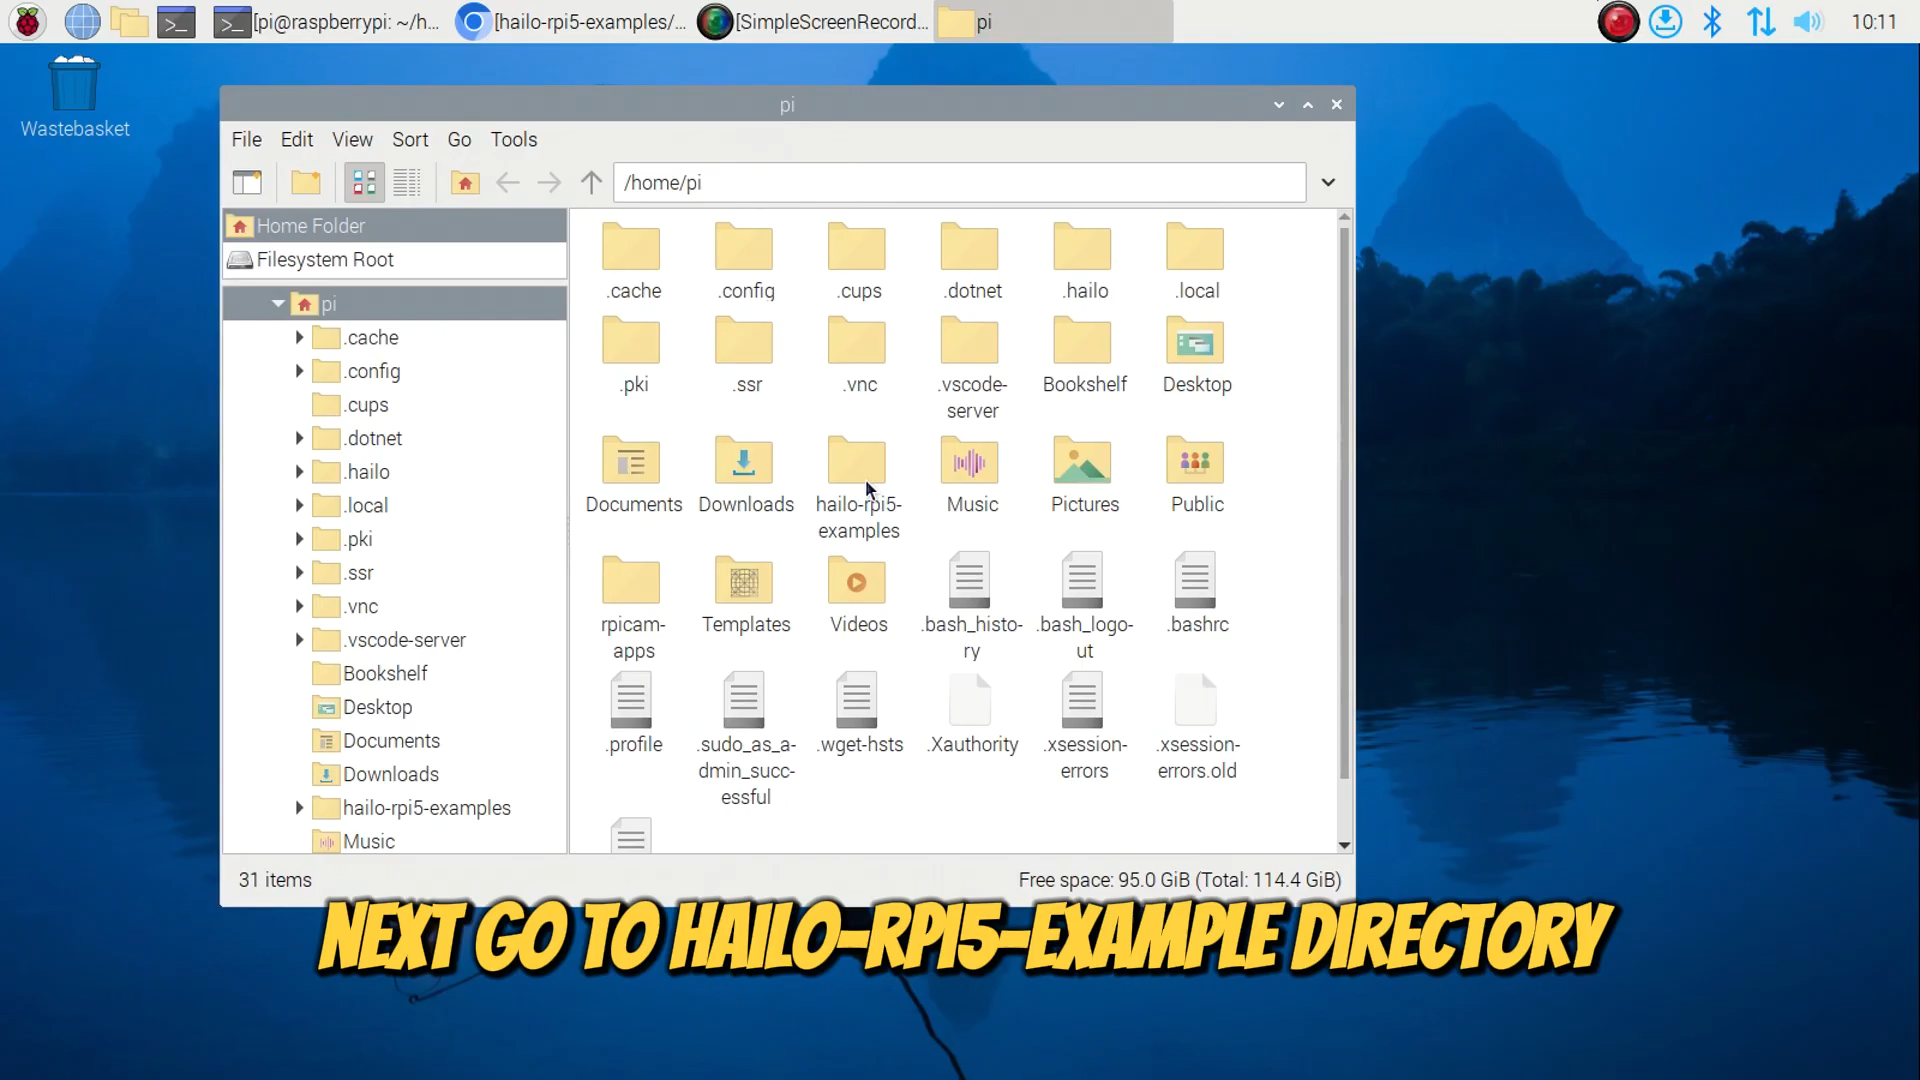 [pi@raspberrypi: ~/h...
[hailo-rpi5-examples/...
[SimpleScreenRecord...
pi
10:11
Wastebasket
pi
File Edit View Sort Go Tools
/home/pi
Home Folder
Filesystem Root
pi
.cache
.config
.cups
.dotnet
.hailo
.local
.pki
.ssr
.vnc
.vscode-server
Bookshelf
Desktop
Documents
Downloads
hailo-rpi5-examples
Music
.cache .config .cups .dotnet .hailo .local
.pki .ssr .vnc .vscode- Bookshelf Desktop
server
Documents Downloads hailo-rpi5- Music Pictures Public
examples
rpicam- Templates Videos .bash_histo- .bash_logo- .bashrc
apps ry ut
.profile .sudo_as_a- .wget-hsts .Xauthority .xsession- .xsession-
dmin_succ- errors errors.old
essful
31 items
Free space: 95.0 GiB (Total: 114.4 GiB)
NEXT GO TO HAILO-RPI5-EXAMPLE DIRECTORY